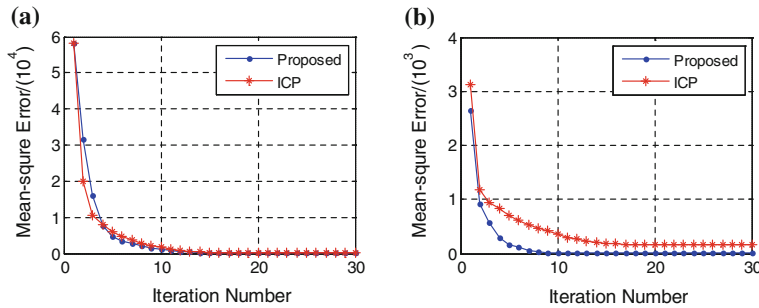 (a)
Mean-squre Error/(10^4)
6
5
4
3
2
1
0
0
10
20
30
Iteration Number
Proposed
ICP
(b)
Mean-squre Error/(10^3)
4
3
2
1
0
0
10
20
30
Iteration Number
Proposed
ICP